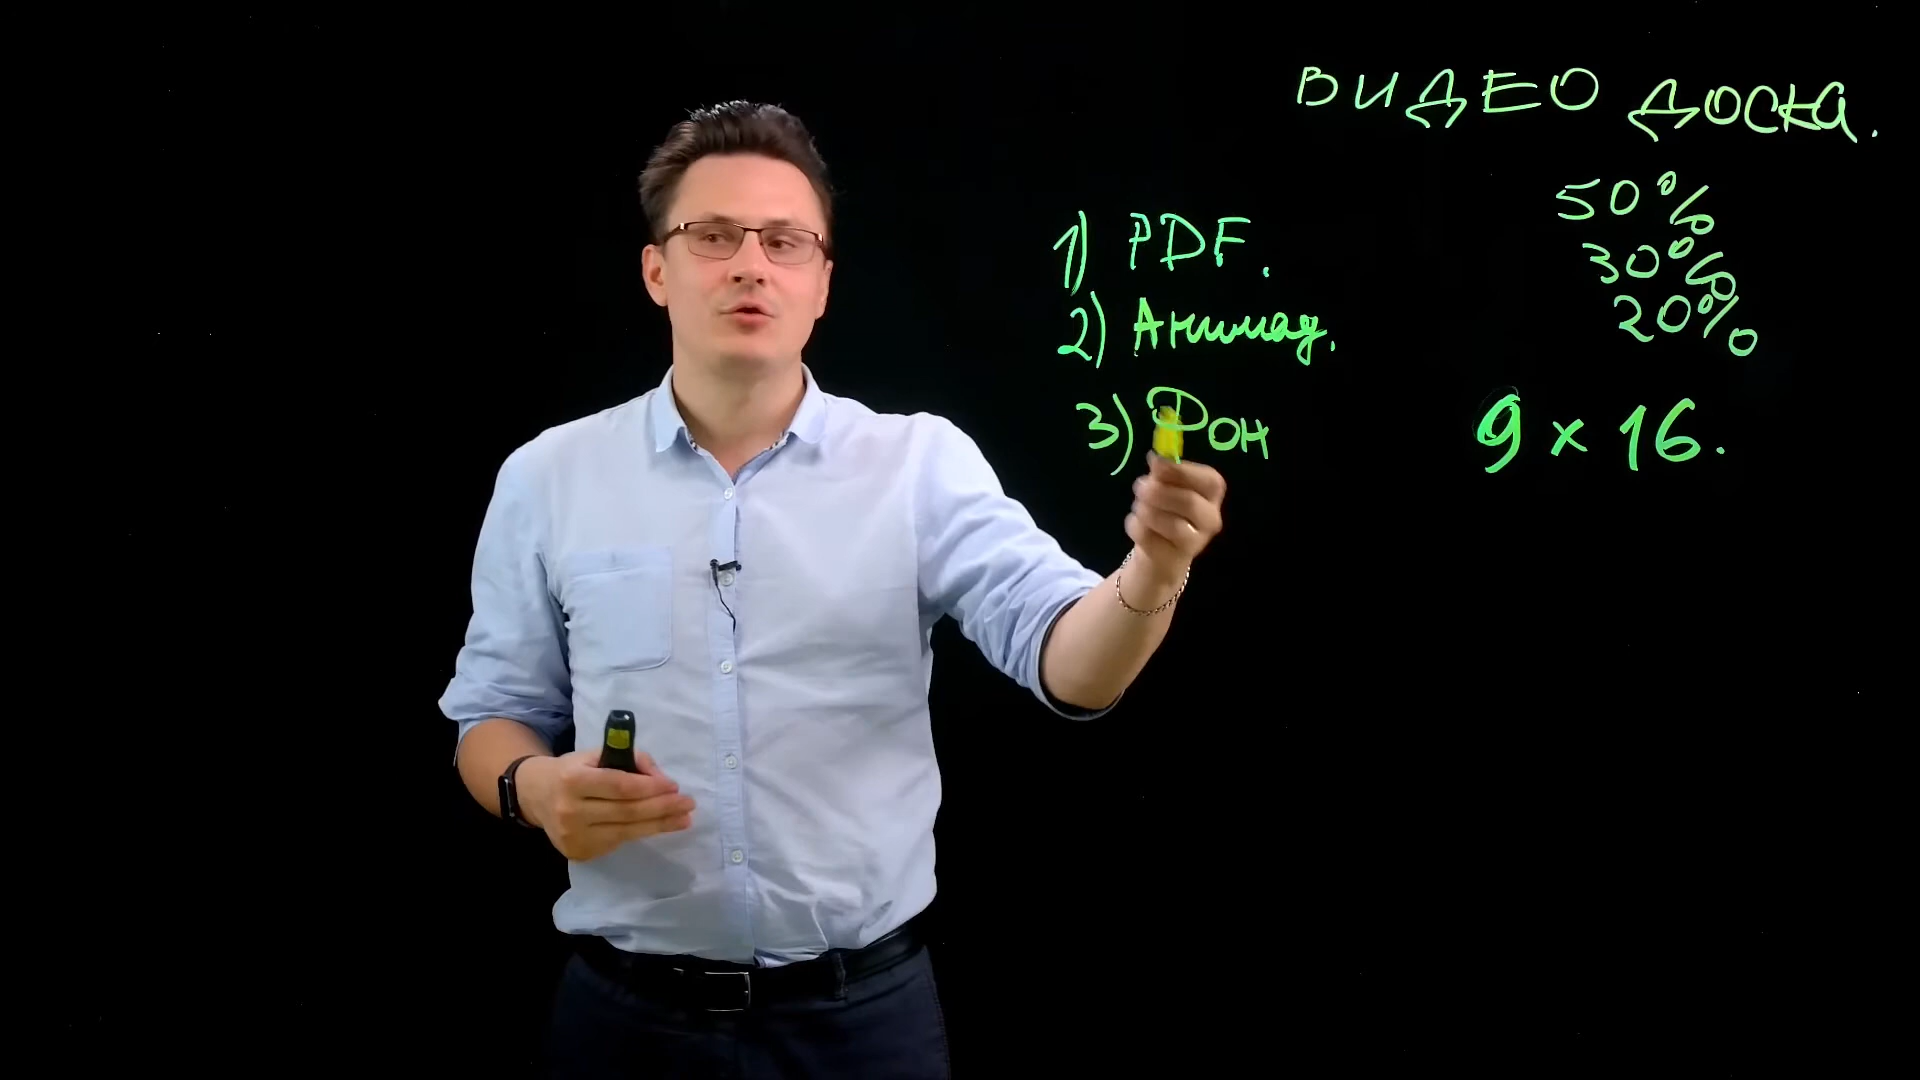 ВИДЕО ДОСКА.
50%
30%
20%
1) PDF.
2) Анимац.
3) Фон
9 x 16.